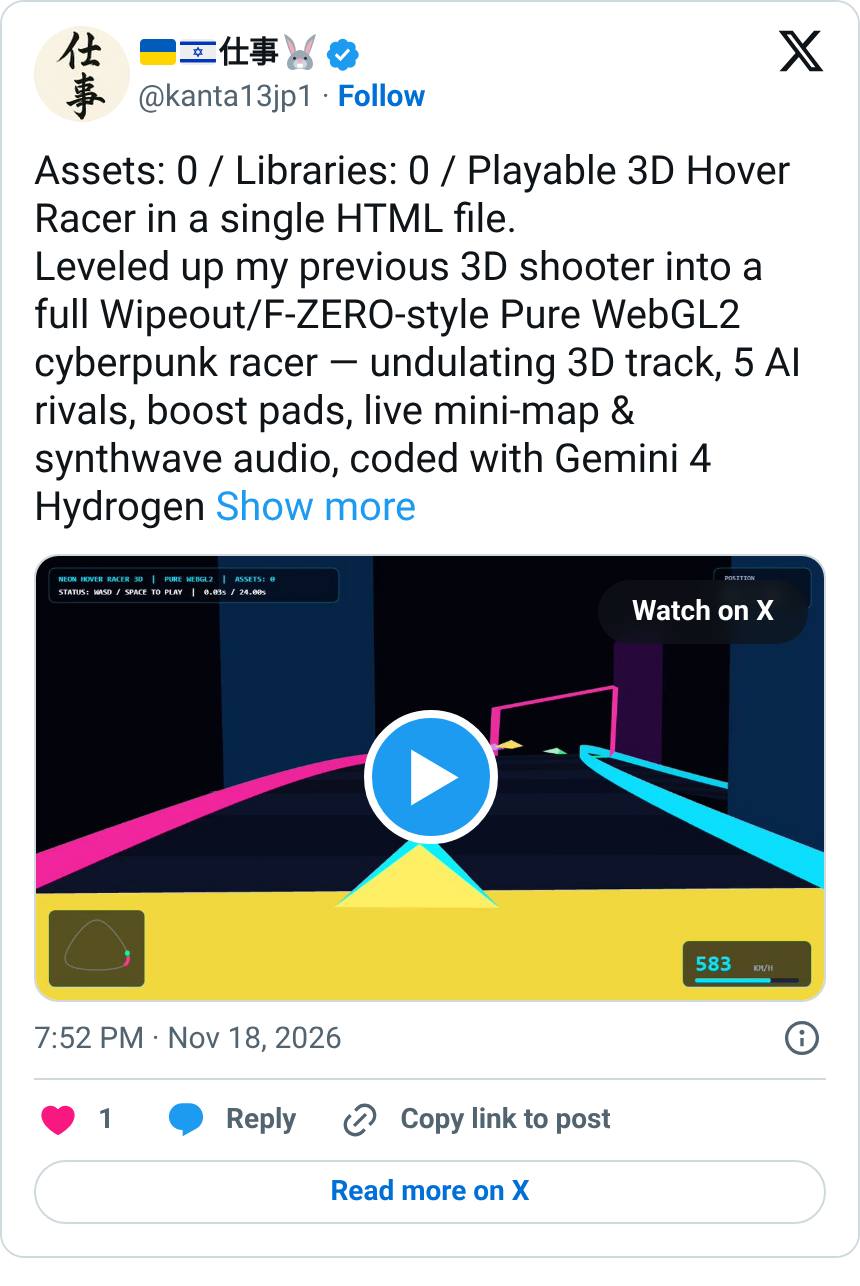 仕事
🇺🇦🇮🇱仕事🐰
@kanta13jp1 · Follow
Assets: 0 / Libraries: 0 / Playable 3D Hover
Racer in a single HTML file.
Leveled up my previous 3D shooter into a
full Wipeout/F-ZERO-style Pure WebGL2
cyberpunk racer — undulating 3D track, 5 AI
rivals, boost pads, live mini-map &
synthwave audio, coded with Gemini 4
Hydrogen Show more
NEON HOVER RACER 3D | PURE WEBGL2 | ASSETS: 0
STATUS: WASD / SPACE TO PLAY | 0.03s / 24.00s
POSITION
Watch on X
583 KM/H
7:52 PM · Nov 18, 2026
1 Reply Copy link to post
Read more on X